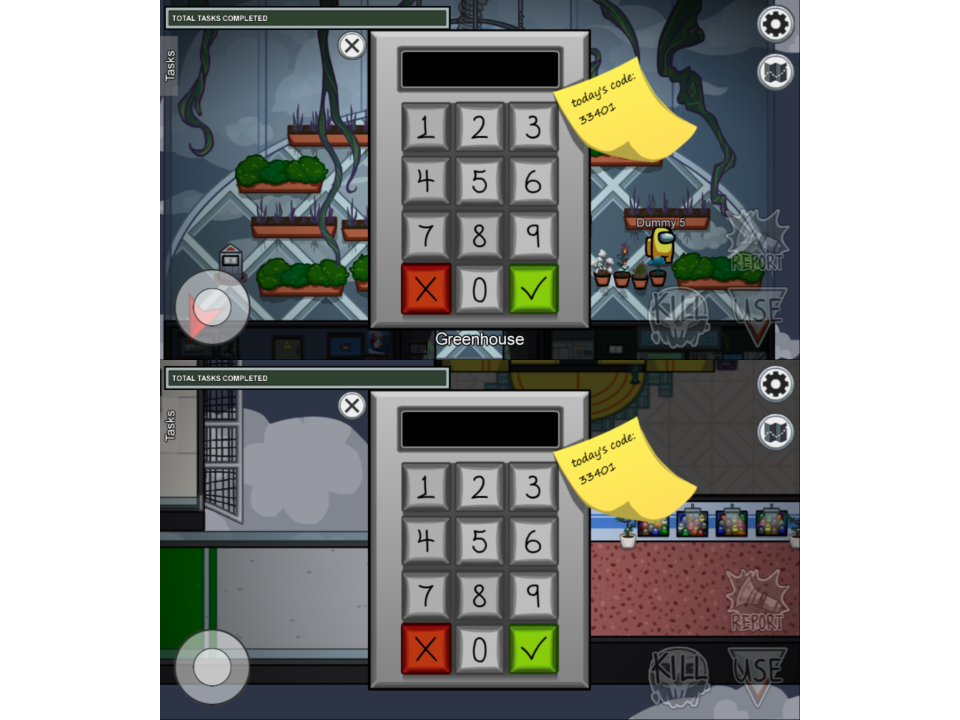 TOTAL TASKS COMPLETED
Tasks
today's code:
33401
1 2 3
4 5 6
7 8 9
X 0
Dummy 5
REPORT
KILL USE
Greenhouse
TOTAL TASKS COMPLETED
Tasks
today's code:
33401
1 2 3
4 5 6
7 8 9
X 0
REPORT
KILL USE